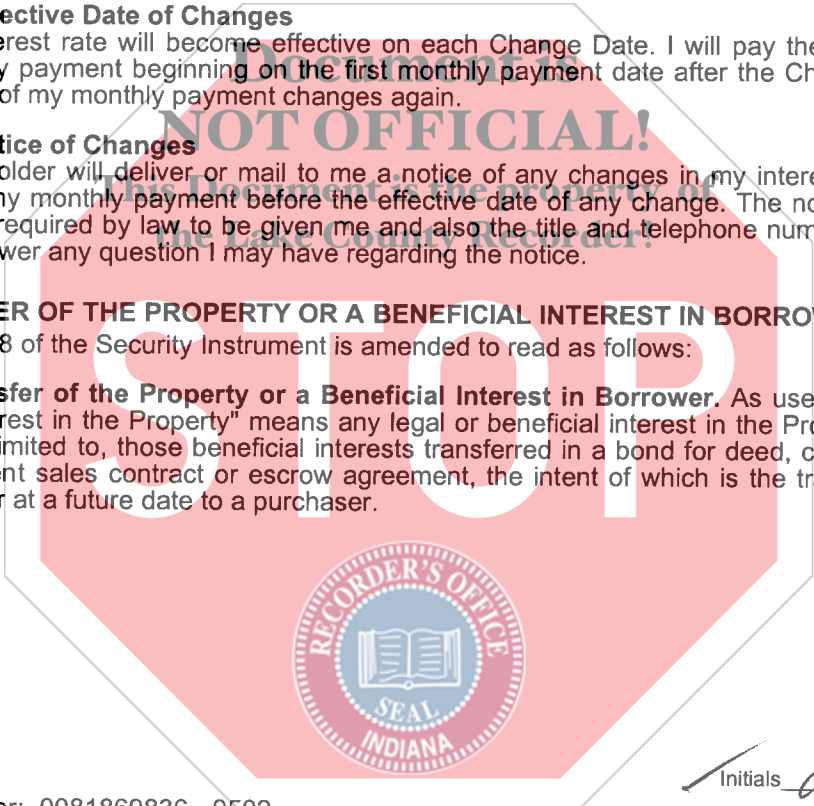 ective Date of Changes
erest rate will become effective on each Change Date. I will pay the
y payment beginning on the first monthly payment date after the Ch
of my monthly payment changes again.
Document is
NOT OFFICIAL!
This Document is the property of
the Lake County Recorder!
tice of Changes
older will deliver or mail to me a notice of any changes in my intere
ny monthly payment before the effective date of any change. The no
required by law to be given me and also the title and telephone num
wer any question I may have regarding the notice.
ER OF THE PROPERTY OR A BENEFICIAL INTEREST IN BORROW
8 of the Security Instrument is amended to read as follows:
sfer of the Property or a Beneficial Interest in Borrower. As use
rest in the Property" means any legal or beneficial interest in the Pro
imited to, those beneficial interests transferred in a bond for deed, c
nt sales contract or escrow agreement, the intent of which is the tr
r at a future date to a purchaser.
STOP
RECORDER'S OFFICE
SEAL
INDIANA
Initials